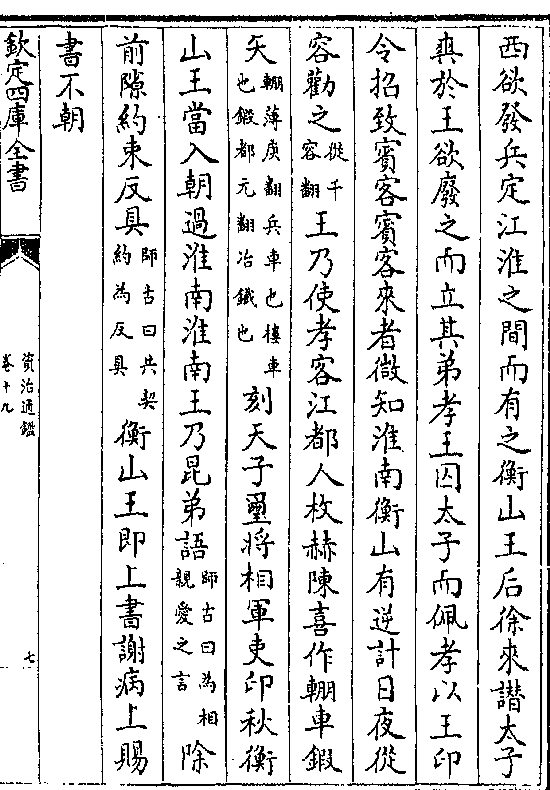 西欲發兵定江淮之間而有之衡山王后徐來譖太子
爽於王欲廢之而立其弟孝王囚太子而佩孝以王印
令招致賓客賓客來者微知淮南衡山有逆計日夜從
容勸之從千容翻王乃使孝客江都人枚赫陳喜作輣車鍛
矢輣薄庚翻兵車也樓車也鍛都元翻冶鐵也刻天子璽將相軍吏印秋衡
山王當入朝過淮南淮南王乃昆弟語師古曰為相親愛之言除
前隙約束反具師古曰共契約為反具衡山王即上書謝病上賜
書不朝
欽定四庫全書
資治通鑑
卷十九
七